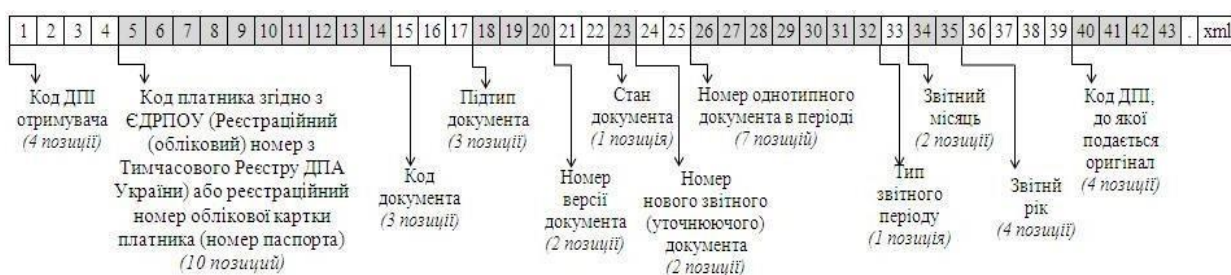 1 2 3 4 5 6 7 8 9 10 11 12 13 14 15 16 17 18 19 20 21 22 23 24 25 26 27 28 29 30 31 32 33 34 35 36 37 38 39 40 41 42 43 . xml
Код ДПІ
отримувача
(4 позиції)
Код платника згідно з
ЄДРПОУ (Реєстраційний
(обліковий) номер з
Тимчасового Реєстру ДПА
України) або реєстраційний
номер облікової картки
платника (номер паспорта)
(10 позиций)
Код
документа
(3 позиції)
Підтип
документа
(3 позиції)
Номер
версії
документа
(2 позиції)
Стан
документа
(1 позиція)
Номер
нового звітного
(уточнюючого)
документа
(2 позиції)
Номер однотипного
документа в періоді
(7 позицій)
Тип
звітного
періоду
(1 позиція)
Звітний
місяць
(2 позиції)
Звітнй
рік
(4 позиції)
Код ДПІ,
до якої
подається
оригінал
(4 позиції)